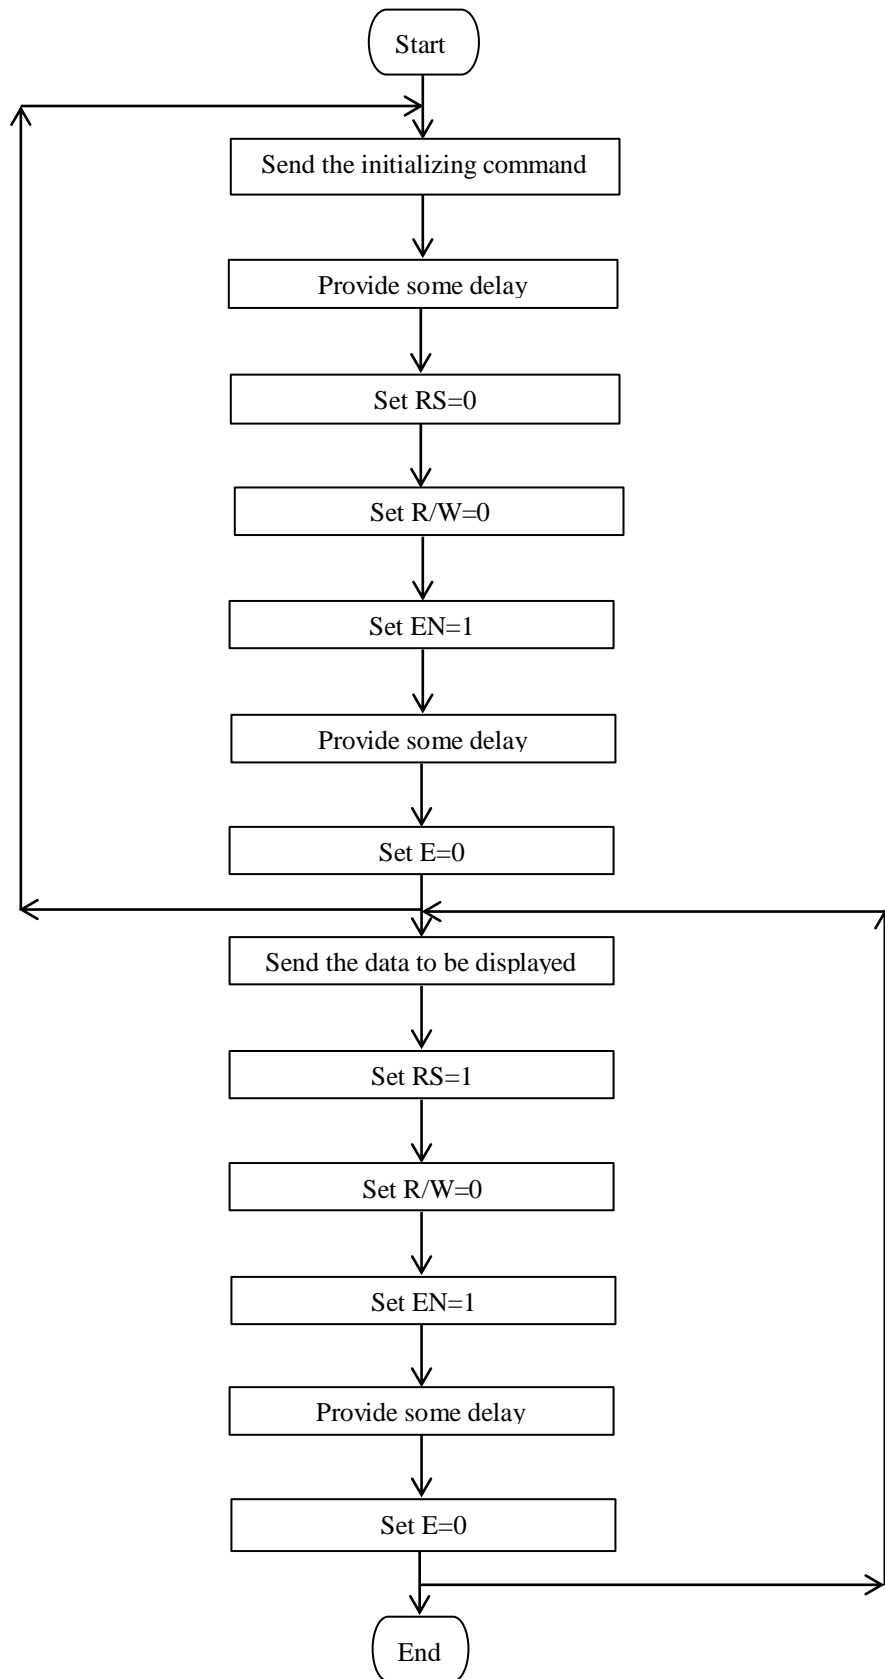 Start
Send the initializing command
Provide some delay
Set RS=0
Set R/W=0
Set EN=1
Provide some delay
Set E=0
Send the data to be displayed
Set RS=1
Set R/W=0
Set EN=1
Provide some delay
Set E=0
End